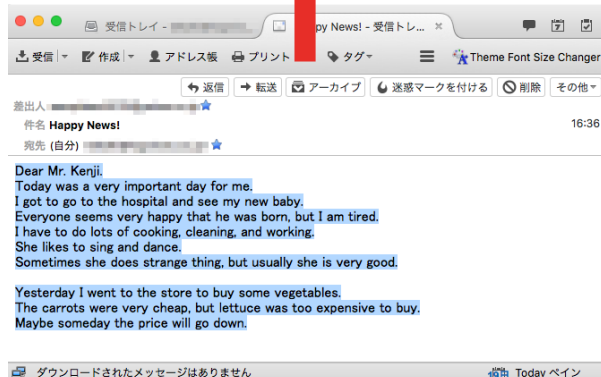 受信トレイ -
ppy News! - 受信トレ... ×
受信 作成 アドレス帳 プリント タグ Theme Font Size Changer
返信 転送 アーカイブ 迷惑マークを付ける 削除 その他
差出人
件名 Happy News! 16:36
宛先 (自分)
Dear Mr. Kenji.
Today was a very important day for me.
I got to go to the hospital and see my new baby.
Everyone seems very happy that he was born, but I am tired.
I have to do lots of cooking, cleaning, and working.
She likes to sing and dance.
Sometimes she does strange thing, but usually she is very good.
Yesterday I went to the store to buy some vegetables.
The carrots were very cheap, but lettuce was too expensive to buy.
Maybe someday the price will go down.
ダウンロードされたメッセージはありません Today ペイン